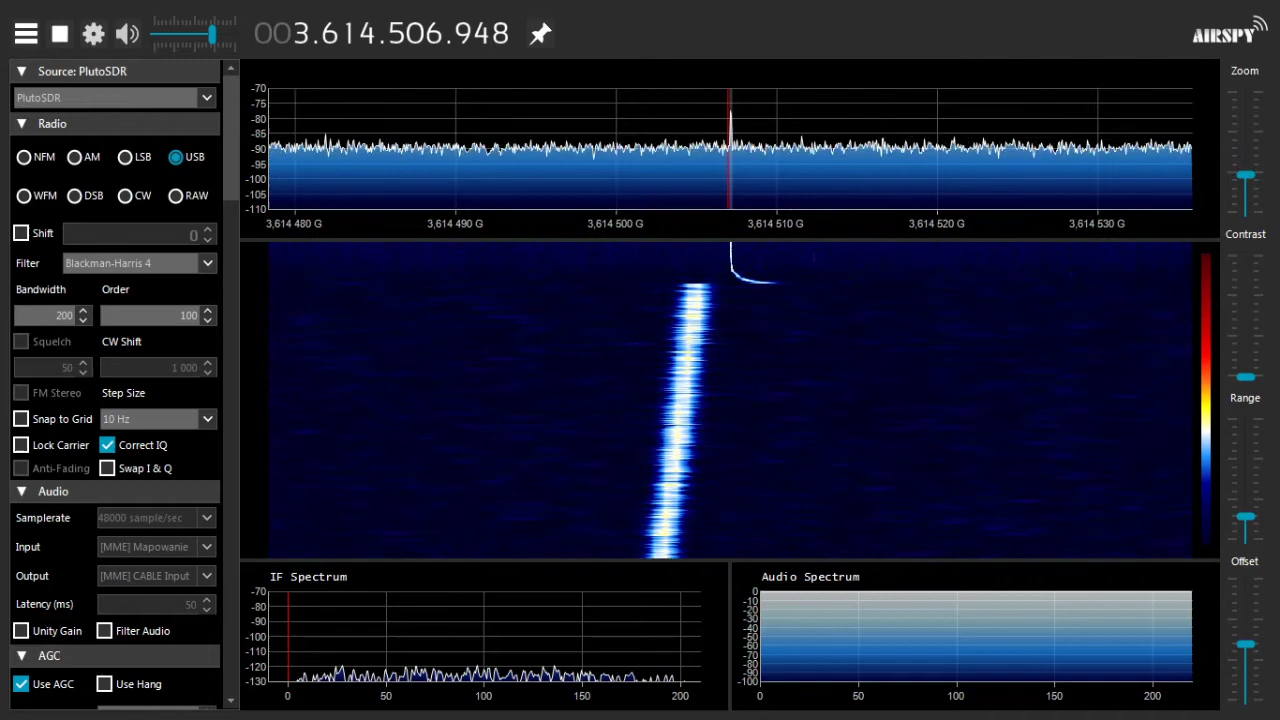 003.614.506.948
AIRSPY
Source: PlutoSDR
PlutoSDR
Radio
NFM AM LSB USB
WFM DSB CW RAW
Shift 0
Filter Blackman-Harris 4
Bandwidth Order
200 100
Squelch CW Shift
50 1 000
FM Stereo Step Size
Snap to Grid 10 Hz
Lock Carrier Correct IQ
Anti-Fading Swap I & Q
Audio
Samplerate 48000 sample/sec
Input [MME] Mapowanie
Output [MME] CABLE Input
Latency (ms) 50
Unity Gain Filter Audio
AGC
Use AGC Use Hang
-70
-75
-80
-85
-90
-95
-100
-105
-110
3,614 480 G 3,614 490 G 3,614 500 G 3,614 510 G 3,614 520 G 3,614 530 G
IF Spectrum
-70
-80
-90
-100
-110
-120
-130
0 50 100 150 200
Audio Spectrum
0
-10
-20
-30
-40
-50
-60
-70
-80
-90
-100
0 50 100 150 200
Zoom
Contrast
Range
Offset